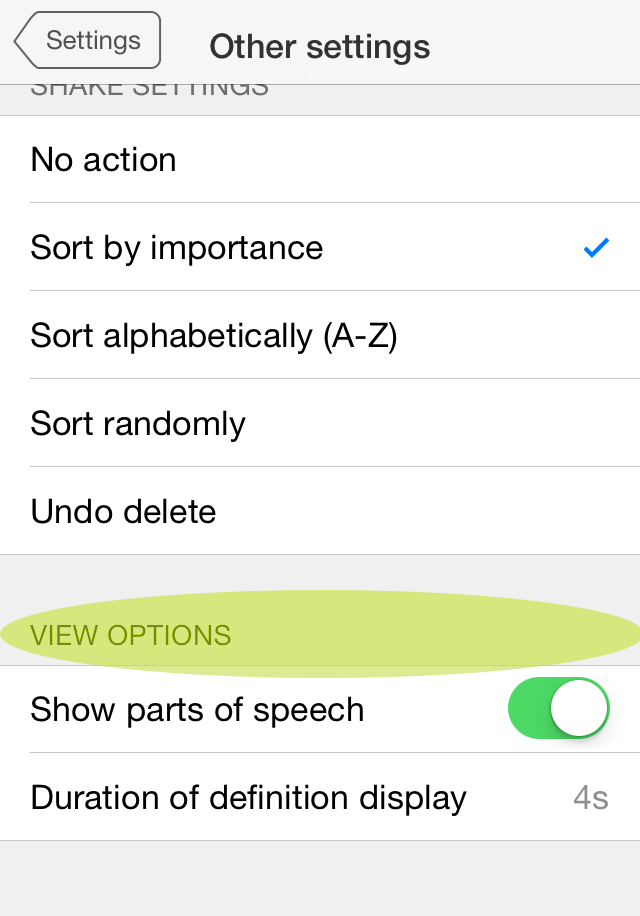 Settings
Other settings
SHAKE SETTINGS
No action
Sort by importance
Sort alphabetically (A-Z)
Sort randomly
Undo delete
VIEW OPTIONS
Show parts of speech
Duration of definition display 4s